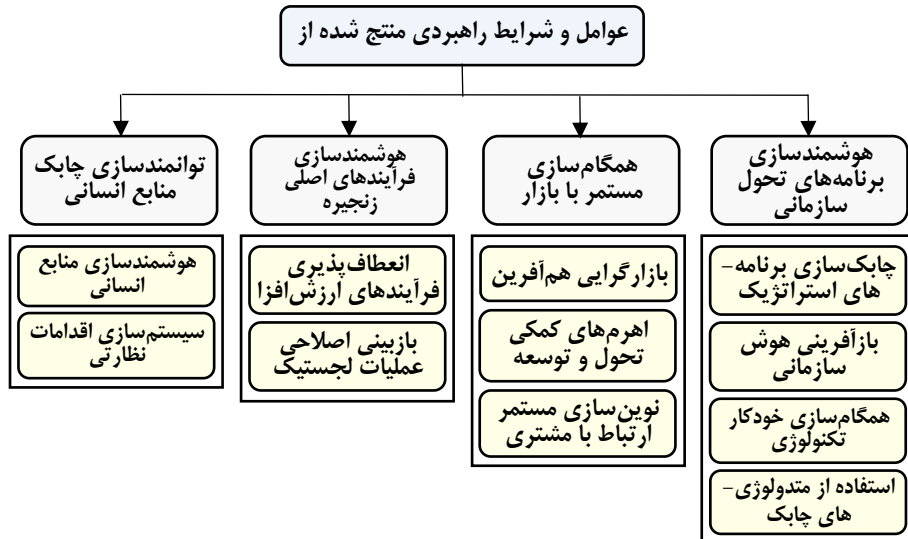 عوامل و شرایط راهبردی منتج شده از
هوشمندسازی
برنامه‌های تحول
سازمانی
چابک‌سازی برنامه-
های استراتژیک
بازآفرینی هوش
سازمانی
همگام‌سازی خودکار
تکنولوژی
استفاده از متدولوژی-
های چابک
همگام‌سازی
مستمر با بازار
بازارگرایی هم‌آفرین
اهرم‌های کمکی
تحول و توسعه
نوین‌سازی مستمر
ارتباط با مشتری
هوشمندسازی
فرآیندهای اصلی
زنجیره
انعطاف‌پذیری
فرآیندهای ارزش‌افزا
بازبینی اصلاحی
عملیات لجستیک
توانمندسازی چابک
منابع انسانی
هوشمندسازی منابع
انسانی
سیستم‌سازی اقدامات
نظارتی